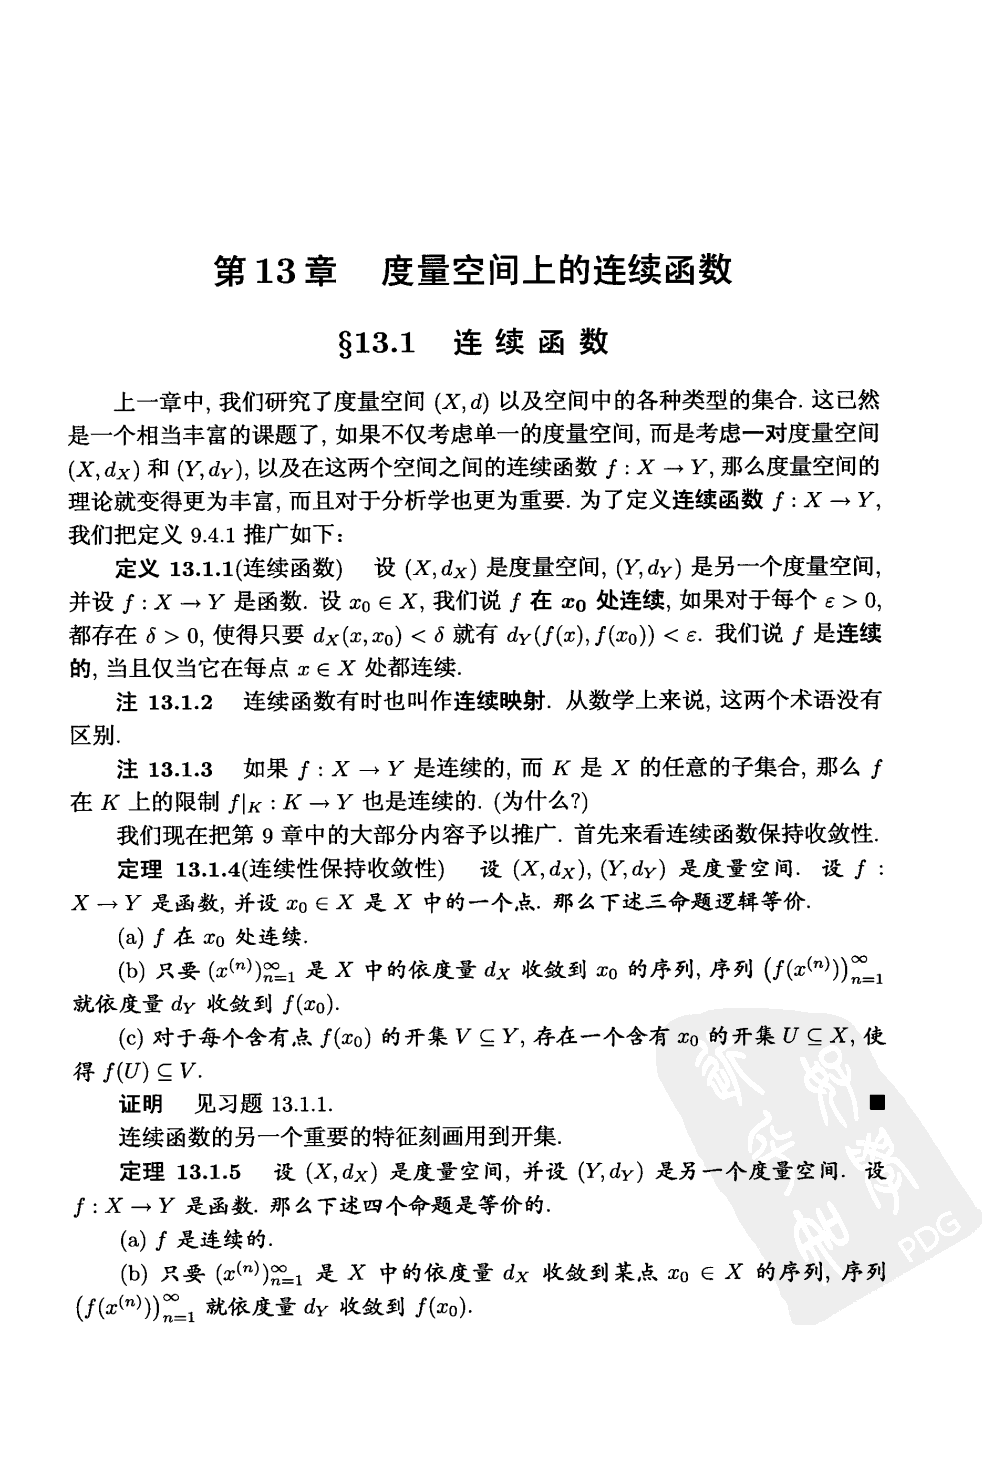 第 13 章 度量空间上的连续函数
§13.1 连 续 函 数
上一章中, 我们研究了度量空间 (X, d) 以及空间中的各种类型的集合. 这已然
是一个相当丰富的课题了, 如果不仅考虑单一的度量空间, 而是考虑一对度量空间
(X, d_X) 和 (Y, d_Y), 以及在这两个空间之间的连续函数 f : X → Y, 那么度量空间的
理论就变得更为丰富, 而且对于分析学也更为重要. 为了定义连续函数 f : X → Y,
我们把定义 9.4.1 推广如下:
定义 13.1.1(连续函数) 设 (X, d_X) 是度量空间, (Y, d_Y) 是另一个度量空间,
并设 f : X → Y 是函数. 设 x_0 ∈ X, 我们说 f 在 x_0 处连续, 如果对于每个 ε > 0,
都存在 δ > 0, 使得只要 d_X(x, x_0) < δ 就有 d_Y(f(x), f(x_0)) < ε. 我们说 f 是连续
的, 当且仅当它在每点 x ∈ X 处都连续.
注 13.1.2 连续函数有时也叫作连续映射. 从数学上来说, 这两个术语没有
区别.
注 13.1.3 如果 f : X → Y 是连续的, 而 K 是 X 的任意的子集合, 那么 f
在 K 上的限制 f|_K : K → Y 也是连续的. (为什么?)
我们现在把第 9 章中的大部分内容予以推广. 首先来看连续函数保持收敛性.
定理 13.1.4(连续性保持收敛性) 设 (X, d_X), (Y, d_Y) 是度量空间. 设 f :
X → Y 是函数, 并设 x_0 ∈ X 是 X 中的一个点. 那么下述三命题逻辑等价.
(a) f 在 x_0 处连续.
(b) 只要 (x^{(n)})_{n=1}^∞ 是 X 中的依度量 d_X 收敛到 x_0 的序列, 序列 (f(x^{(n)}))_{n=1}^∞
就依度量 d_Y 收敛到 f(x_0).
(c) 对于每个含有点 f(x_0) 的开集 V ⊆ Y, 存在一个含有 x_0 的开集 U ⊆ X, 使
得 f(U) ⊆ V.
证明 见习题 13.1.1. ■
连续函数的另一个重要的特征刻画用到开集.
定理 13.1.5 设 (X, d_X) 是度量空间, 并设 (Y, d_Y) 是另一个度量空间. 设
f : X → Y 是函数. 那么下述四个命题是等价的.
(a) f 是连续的.
(b) 只要 (x^{(n)})_{n=1}^∞ 是 X 中的依度量 d_X 收敛到某点 x_0 ∈ X 的序列, 序列
(f(x^{(n)}))_{n=1}^∞ 就依度量 d_Y 收敛到 f(x_0).
PDG